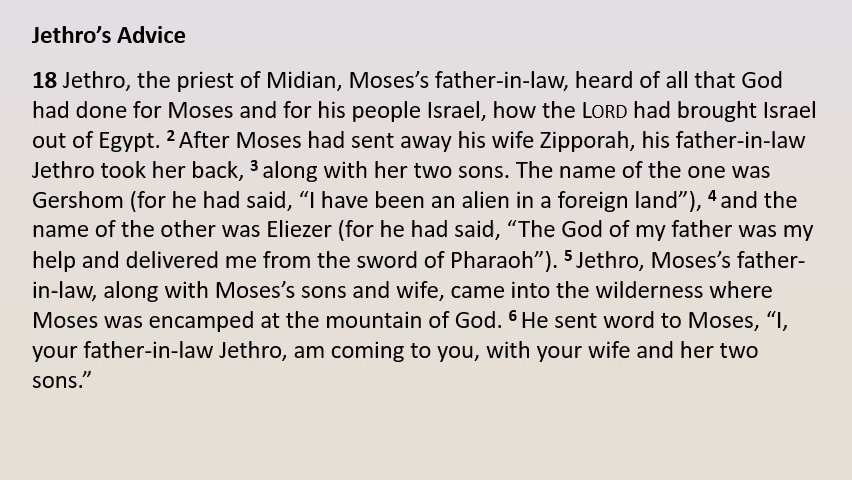 Jethro’s Advice
18 Jethro, the priest of Midian, Moses’s father-in-law, heard of all that God
had done for Moses and for his people Israel, how the LORD had brought Israel
out of Egypt. 2 After Moses had sent away his wife Zipporah, his father-in-law
Jethro took her back, 3 along with her two sons. The name of the one was
Gershom (for he had said, “I have been an alien in a foreign land”), 4 and the
name of the other was Eliezer (for he had said, “The God of my father was my
help and delivered me from the sword of Pharaoh”). 5 Jethro, Moses’s father-
in-law, along with Moses’s sons and wife, came into the wilderness where
Moses was encamped at the mountain of God. 6 He sent word to Moses, “I,
your father-in-law Jethro, am coming to you, with your wife and her two
sons.”